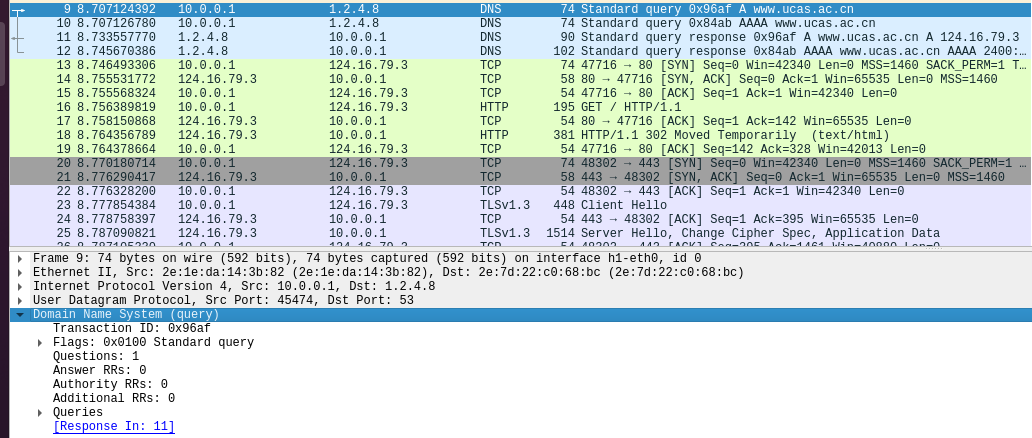 9 8.707124392 10.0.0.1 1.2.4.8 DNS 74 Standard query 0x96af A www.ucas.ac.cn
10 8.707126780 10.0.0.1 1.2.4.8 DNS 74 Standard query 0x84ab AAAA www.ucas.ac.cn
11 8.733557770 1.2.4.8 10.0.0.1 DNS 90 Standard query response 0x96af A www.ucas.ac.cn A 124.16.79.3
12 8.745670386 1.2.4.8 10.0.0.1 DNS 102 Standard query response 0x84ab AAAA www.ucas.ac.cn AAAA 2400:…
13 8.746493306 10.0.0.1 124.16.79.3 TCP 74 47716 → 80 [SYN] Seq=0 Win=42340 Len=0 MSS=1460 SACK_PERM=1 T…
14 8.755531772 124.16.79.3 10.0.0.1 TCP 58 80 → 47716 [SYN, ACK] Seq=0 Ack=1 Win=65535 Len=0 MSS=1460
15 8.755568324 10.0.0.1 124.16.79.3 TCP 54 47716 → 80 [ACK] Seq=1 Ack=1 Win=42340 Len=0
16 8.756389819 10.0.0.1 124.16.79.3 HTTP 195 GET / HTTP/1.1
17 8.758150868 124.16.79.3 10.0.0.1 TCP 54 80 → 47716 [ACK] Seq=1 Ack=142 Win=65535 Len=0
18 8.764356789 124.16.79.3 10.0.0.1 HTTP 381 HTTP/1.1 302 Moved Temporarily (text/html)
19 8.764378664 10.0.0.1 124.16.79.3 TCP 54 47716 → 80 [ACK] Seq=142 Ack=328 Win=42013 Len=0
20 8.770180714 10.0.0.1 124.16.79.3 TCP 74 48302 → 443 [SYN] Seq=0 Win=42340 Len=0 MSS=1460 SACK_PERM=1 …
21 8.776290417 124.16.79.3 10.0.0.1 TCP 58 443 → 48302 [SYN, ACK] Seq=0 Ack=1 Win=65535 Len=0 MSS=1460
22 8.776328200 10.0.0.1 124.16.79.3 TCP 54 48302 → 443 [ACK] Seq=1 Ack=1 Win=42340 Len=0
23 8.777854384 10.0.0.1 124.16.79.3 TLSv1.3 448 Client Hello
24 8.778758397 124.16.79.3 10.0.0.1 TCP 54 443 → 48302 [ACK] Seq=1 Ack=395 Win=65535 Len=0
25 8.787090821 124.16.79.3 10.0.0.1 TLSv1.3 1514 Server Hello, Change Cipher Spec, Application Data
Frame 9: 74 bytes on wire (592 bits), 74 bytes captured (592 bits) on interface h1-eth0, id 0
Ethernet II, Src: 2e:1e:da:14:3b:82 (2e:1e:da:14:3b:82), Dst: 2e:7d:22:c0:68:bc (2e:7d:22:c0:68:bc)
Internet Protocol Version 4, Src: 10.0.0.1, Dst: 1.2.4.8
User Datagram Protocol, Src Port: 45474, Dst Port: 53
Domain Name System (query)
Transaction ID: 0x96af
Flags: 0x0100 Standard query
Questions: 1
Answer RRs: 0
Authority RRs: 0
Additional RRs: 0
Queries
[Response In: 11]